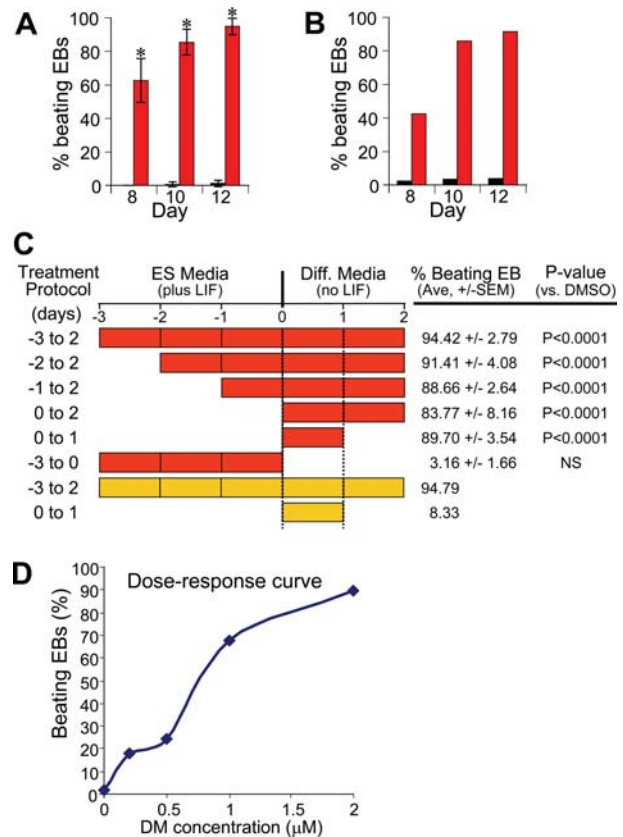 A
% beating EBs
100
80
60
40
20
0
* * *
8 10 12
Day
B
% beating EBs
100
80
60
40
20
0
8 10 12
Day
C
Treatment Protocol (days)
ES Media (plus LIF)
Diff. Media (no LIF)
% Beating EB (Ave, +/-SEM)
P-value (vs. DMSO)
-3 -2 -1 0 1 2
-3 to 2 94.42 +/- 2.79 P<0.0001
-2 to 2 91.41 +/- 4.08 P<0.0001
-1 to 2 88.66 +/- 2.64 P<0.0001
0 to 2 83.77 +/- 8.16 P<0.0001
0 to 1 89.70 +/- 3.54 P<0.0001
-3 to 0 3.16 +/- 1.66 NS
-3 to 2 94.79
0 to 1 8.33
D
Dose-response curve
Beating EBs (%)
100
90
80
70
60
50
40
30
20
10
0
0 0.5 1 1.5 2
DM concentration (µM)